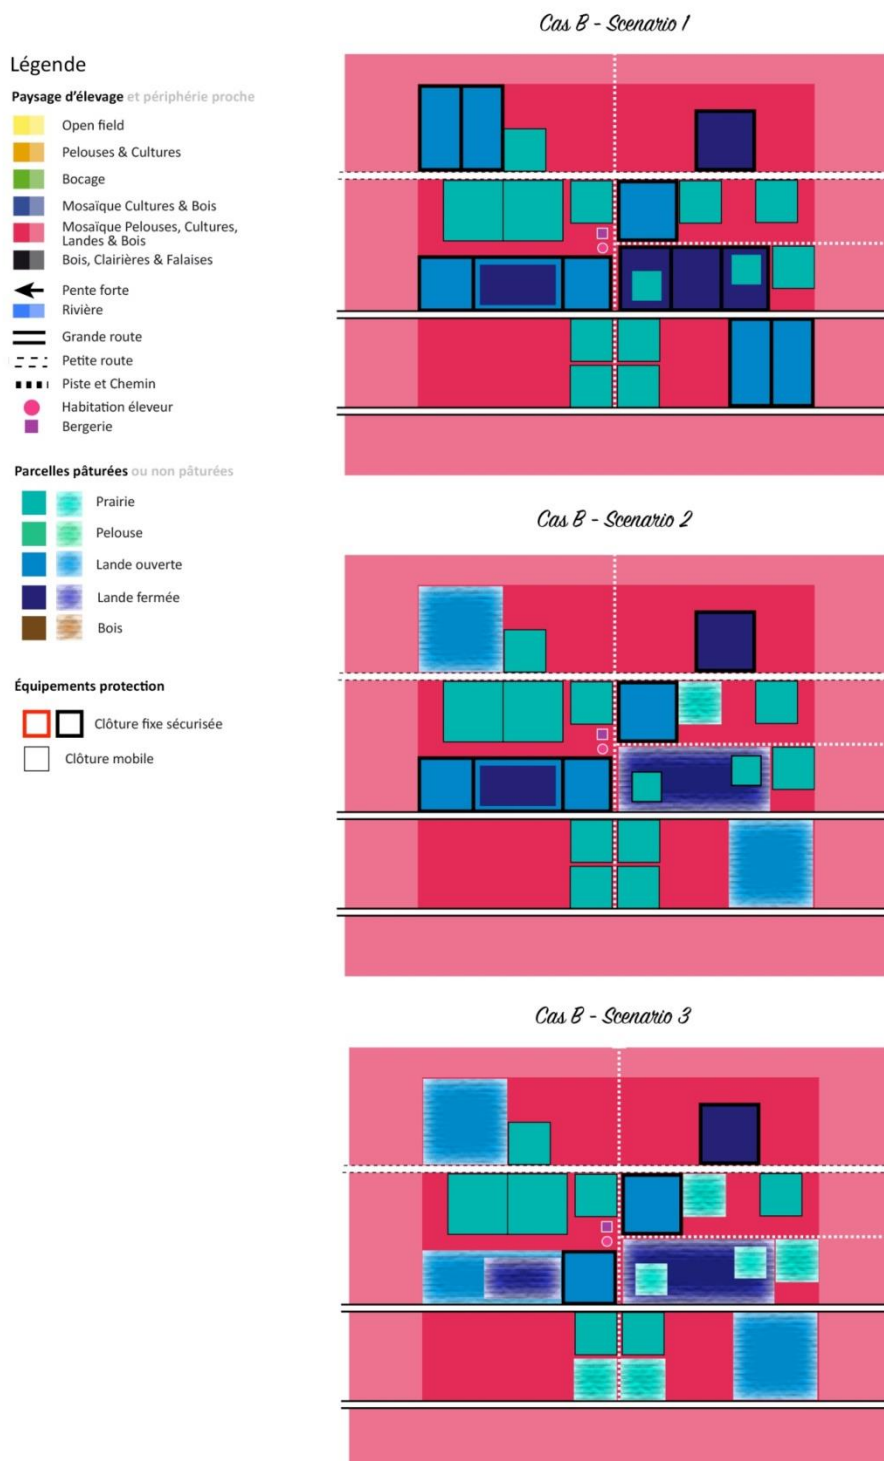 Cas B - Scenario 1
Légende
Paysage d'élevage et périphérie proche
Open field
Pelouses & Cultures
Bocage
Mosaïque Cultures & Bois
Mosaïque Pelouses, Cultures,
Landes & Bois
Bois, Clairières & Falaises
Pente forte
Rivière
Grande route
Petite route
Piste et Chemin
Habitation éleveur
Bergerie
Parcelles pâturées ou non pâturées
Prairie
Pelouse
Lande ouverte
Lande fermée
Bois
Équipements protection
Clôture fixe sécurisée
Clôture mobile
Cas B - Scenario 2
Cas B - Scenario 3